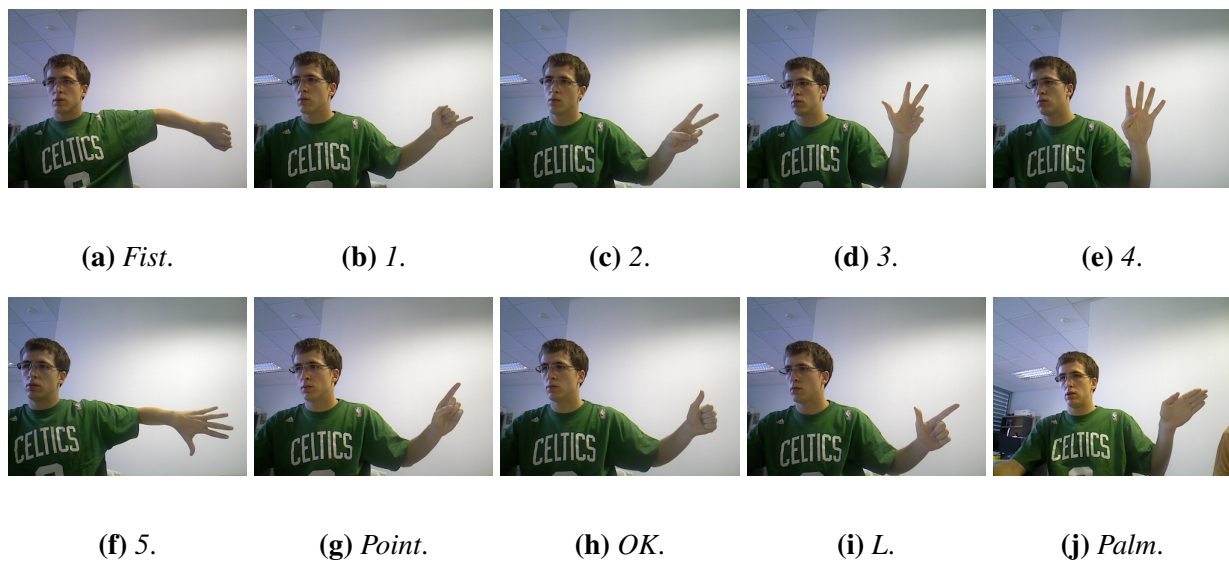 CELTICS
CELTICS
CELTICS
CELTICS
CELTICS
(a) Fist.
(b) 1.
(c) 2.
(d) 3.
(e) 4.
CELTICS
CELTICS
CELTICS
CELTICS
CELTICS
(f) 5.
(g) Point.
(h) OK.
(i) L.
(j) Palm.